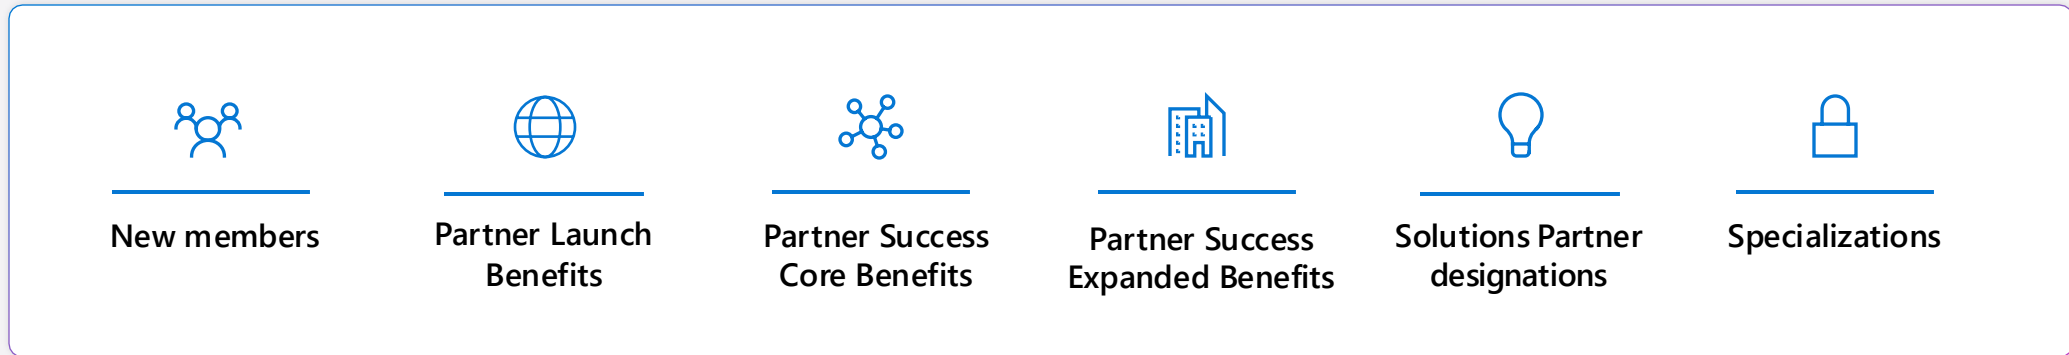 New members
Partner Launch
Benefits
Partner Success
Core Benefits
Partner Success
Expanded Benefits
Solutions Partner
designations
Specializations